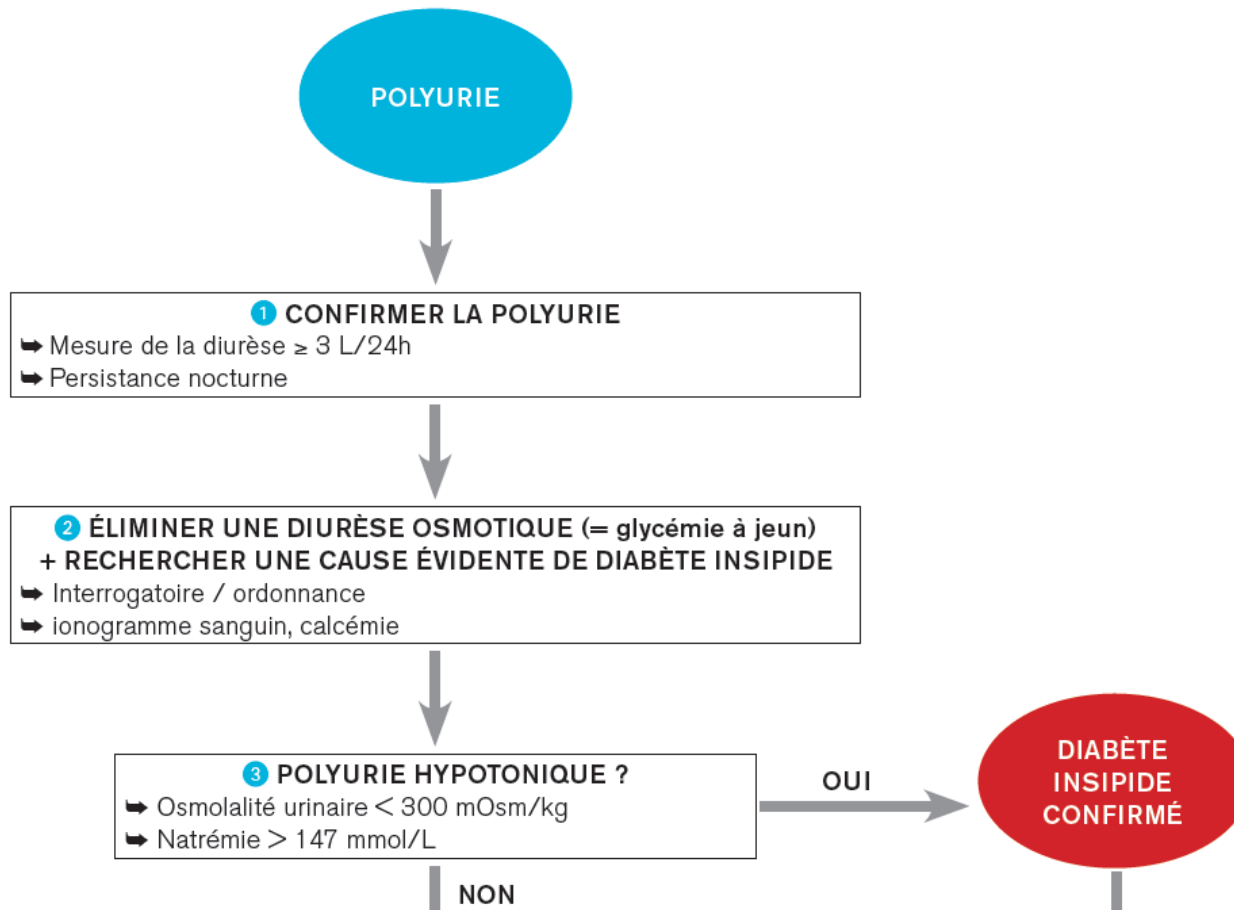 POLYURIE
1 CONFIRMER LA POLYURIE
➥ Mesure de la diurèse ≥ 3 L/24h
➥ Persistance nocturne
2 ÉLIMINER UNE DIURÈSE OSMOTIQUE (= glycémie à jeun)
+ RECHERCHER UNE CAUSE ÉVIDENTE DE DIABÈTE INSIPIDE
➥ Interrogatoire / ordonnance
➥ ionogramme sanguin, calcémie
3 POLYURIE HYPOTONIQUE ?
➥ Osmolalité urinaire < 300 mOsm/kg
➥ Natrémie > 147 mmol/L
OUI
DIABÈTE
INSIPIDE
CONFIRMÉ
NON